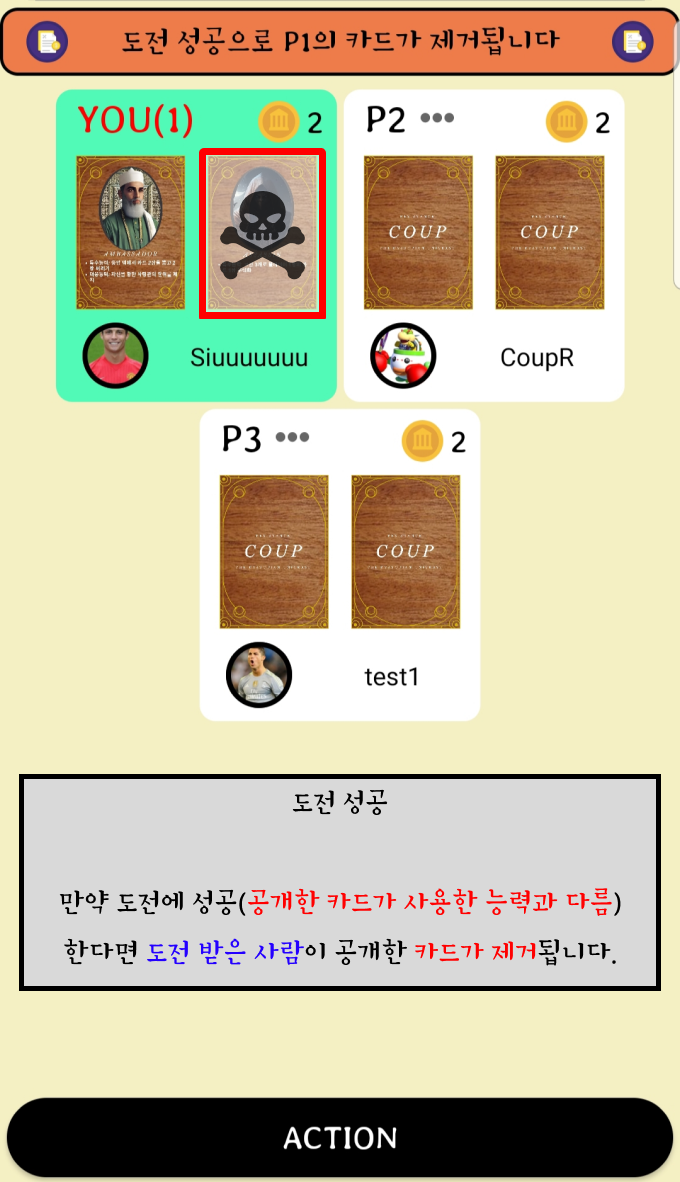 도전 성공으로 P1의 카드가 제거됩니다
YOU(1)
2
P2
2
AMBASSADOR
COUP
COUP
Siuuuuuuu
CoupR
P3
2
COUP
COUP
test1
도전 성공
만약 도전에 성공(공개한 카드가 사용한 능력과 다름)
한다면 도전 받은 사람이 공개한 카드가 제거됩니다.
ACTION